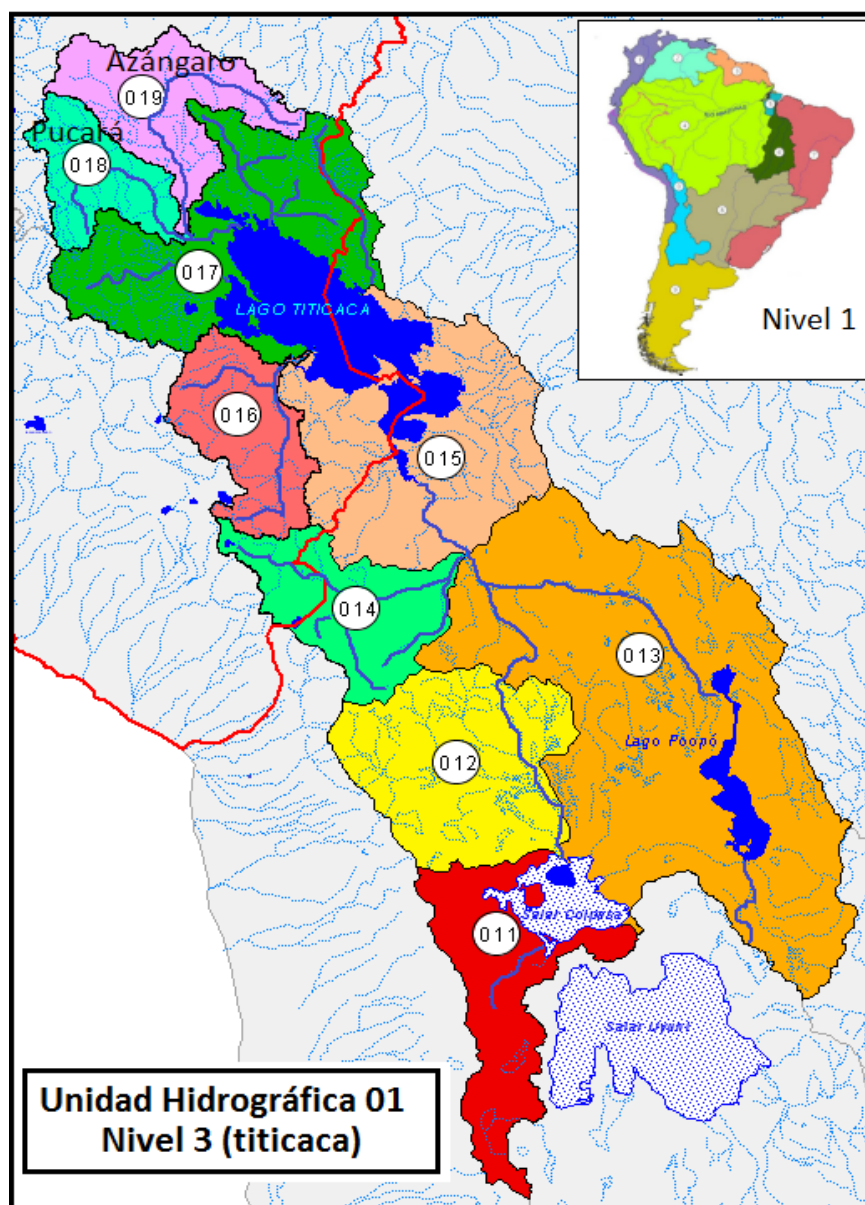 Azángaro
019
Pucará
018
017
LAGO TITICACA
016
015
014
013
Lago Poopó
012
Salar Coipasa
011
Salar Uyuni
Unidad Hidrográfica 01
Nivel 3 (titicaca)
Nivel 1